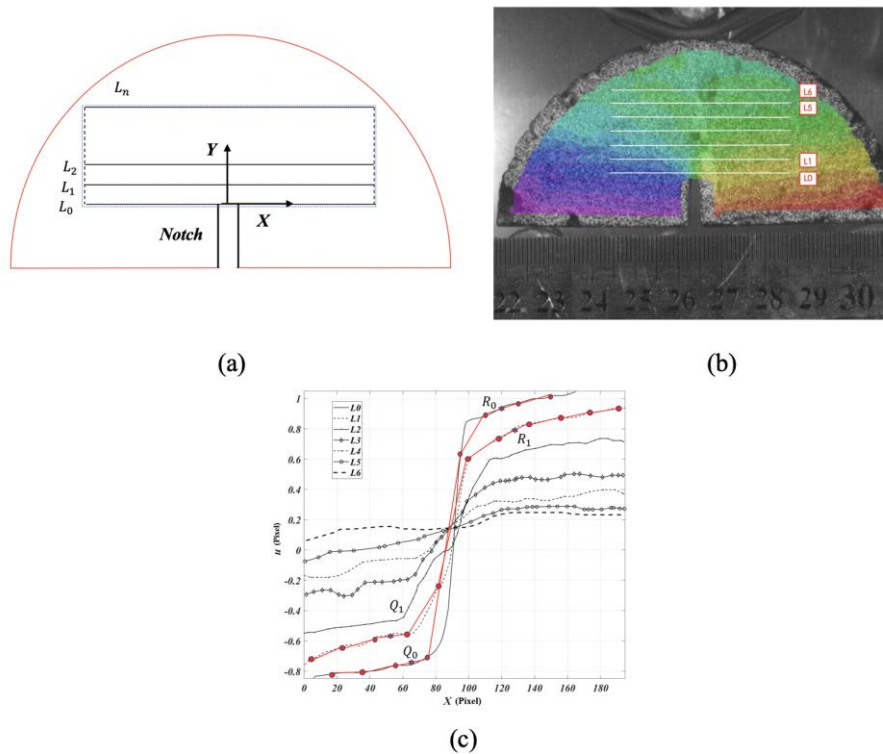 L_n
L_2
L_1
L_0
Y
X
Notch
(a)
L6
L5
L1
L0
22 23 24 25 26 27 28 29 30
(b)
L0
L1
L2
L3
L4
L5
L6
R_0
R_1
Q_1
Q_0
1
0.8
0.6
0.4
0.2
0
-0.2
-0.4
-0.6
-0.8
u (Pixel)
0 20 40 60 80 100 120 140 160 180
X (Pixel)
(c)